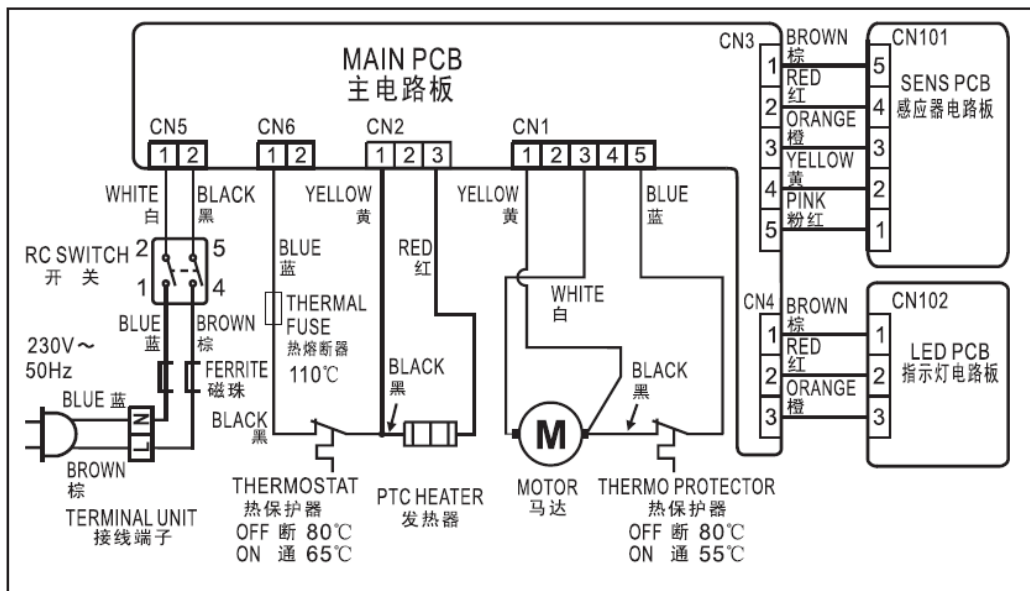 MAIN PCB
主电路板
CN5
1 2
CN6
1 2
CN2
1 2 3
CN1
1 2 3 4 5
WHITE
白
BLACK
黑
RC SWITCH
开 关
2 5
1 4
BLUE
蓝
BROWN
棕
230V～
50Hz
FERRITE
磁珠
BLUE 蓝
N
L
BROWN
棕
TERMINAL UNIT
接线端子
BLUE
蓝
THERMAL
FUSE
热熔断器
110℃
BLACK
黑
THERMOSTAT
热保护器
OFF 断 80℃
ON 通 65℃
YELLOW
黄
RED
红
BLACK
黑
PTC HEATER
发热器
YELLOW
黄
WHITE
白
BLUE
蓝
BLACK
黑
M
MOTOR
马达
THERMO PROTECTOR
热保护器
OFF 断 80℃
ON 通 55℃
CN3
1
2
3
4
5
BROWN
棕
RED
红
ORANGE
橙
YELLOW
黄
PINK
粉红
CN101
5
4
3
2
1
SENS PCB
感应器电路板
CN4
1
2
3
BROWN
棕
RED
红
ORANGE
橙
CN102
1
2
3
LED PCB
指示灯电路板